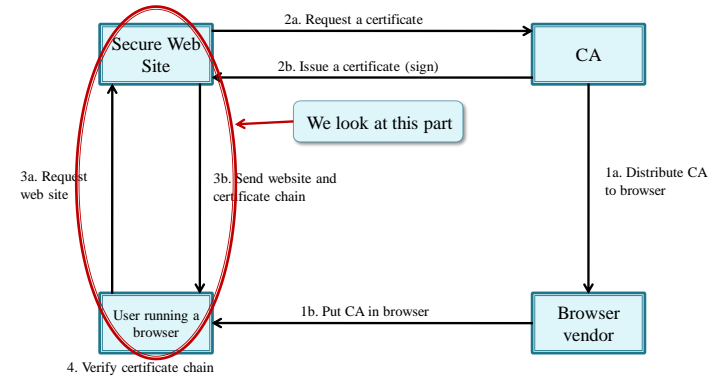 2a. Request a certificate
Secure Web
Site
CA
2b. Issue a certificate (sign)
We look at this part
3a. Request
web site
3b. Send website and
certificate chain
1a. Distribute CA
to browser
User running a
browser
1b. Put CA in browser
Browser
vendor
4. Verify certificate chain